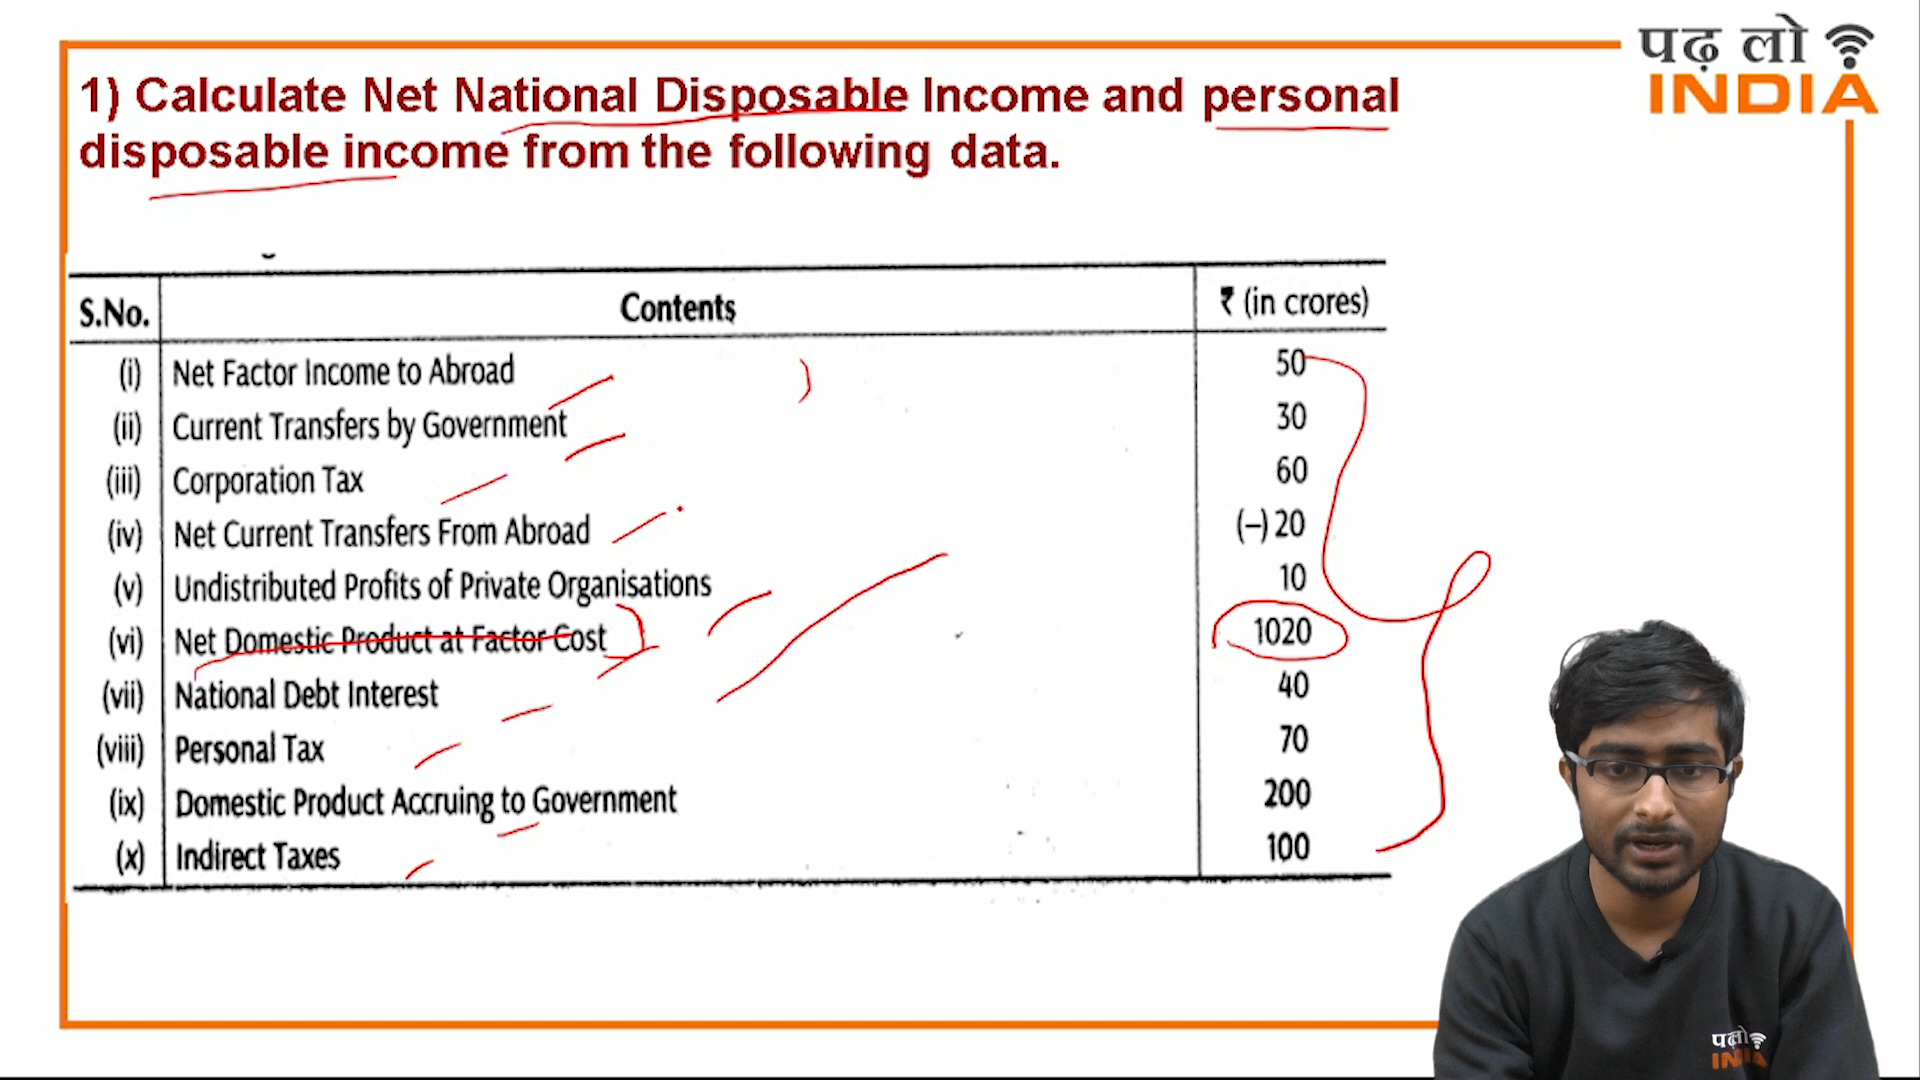 पढ़ लो
INDIA
1) Calculate Net National Disposable Income and personal
disposable income from the following data.
S.No. Contents ₹ (in crores)
(i) Net Factor Income to Abroad 50
(ii) Current Transfers by Government 30
(iii) Corporation Tax 60
(iv) Net Current Transfers From Abroad (–) 20
(v) Undistributed Profits of Private Organisations 10
(vi) Net Domestic Product at Factor Cost 1020
(vii) National Debt Interest 40
(viii) Personal Tax 70
(ix) Domestic Product Accruing to Government 200
(x) Indirect Taxes 100
पढ़लो
INDIA